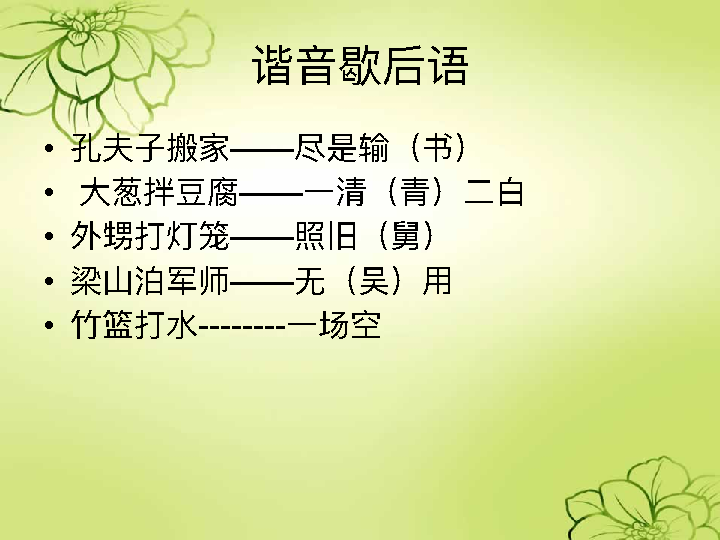 谐音歇后语
• 孔夫子搬家——尽是输（书）
• 大葱拌豆腐——一清（青）二白
• 外甥打灯笼——照旧（舅）
• 梁山泊军师——无（吴）用
• 竹篮打水--------一场空